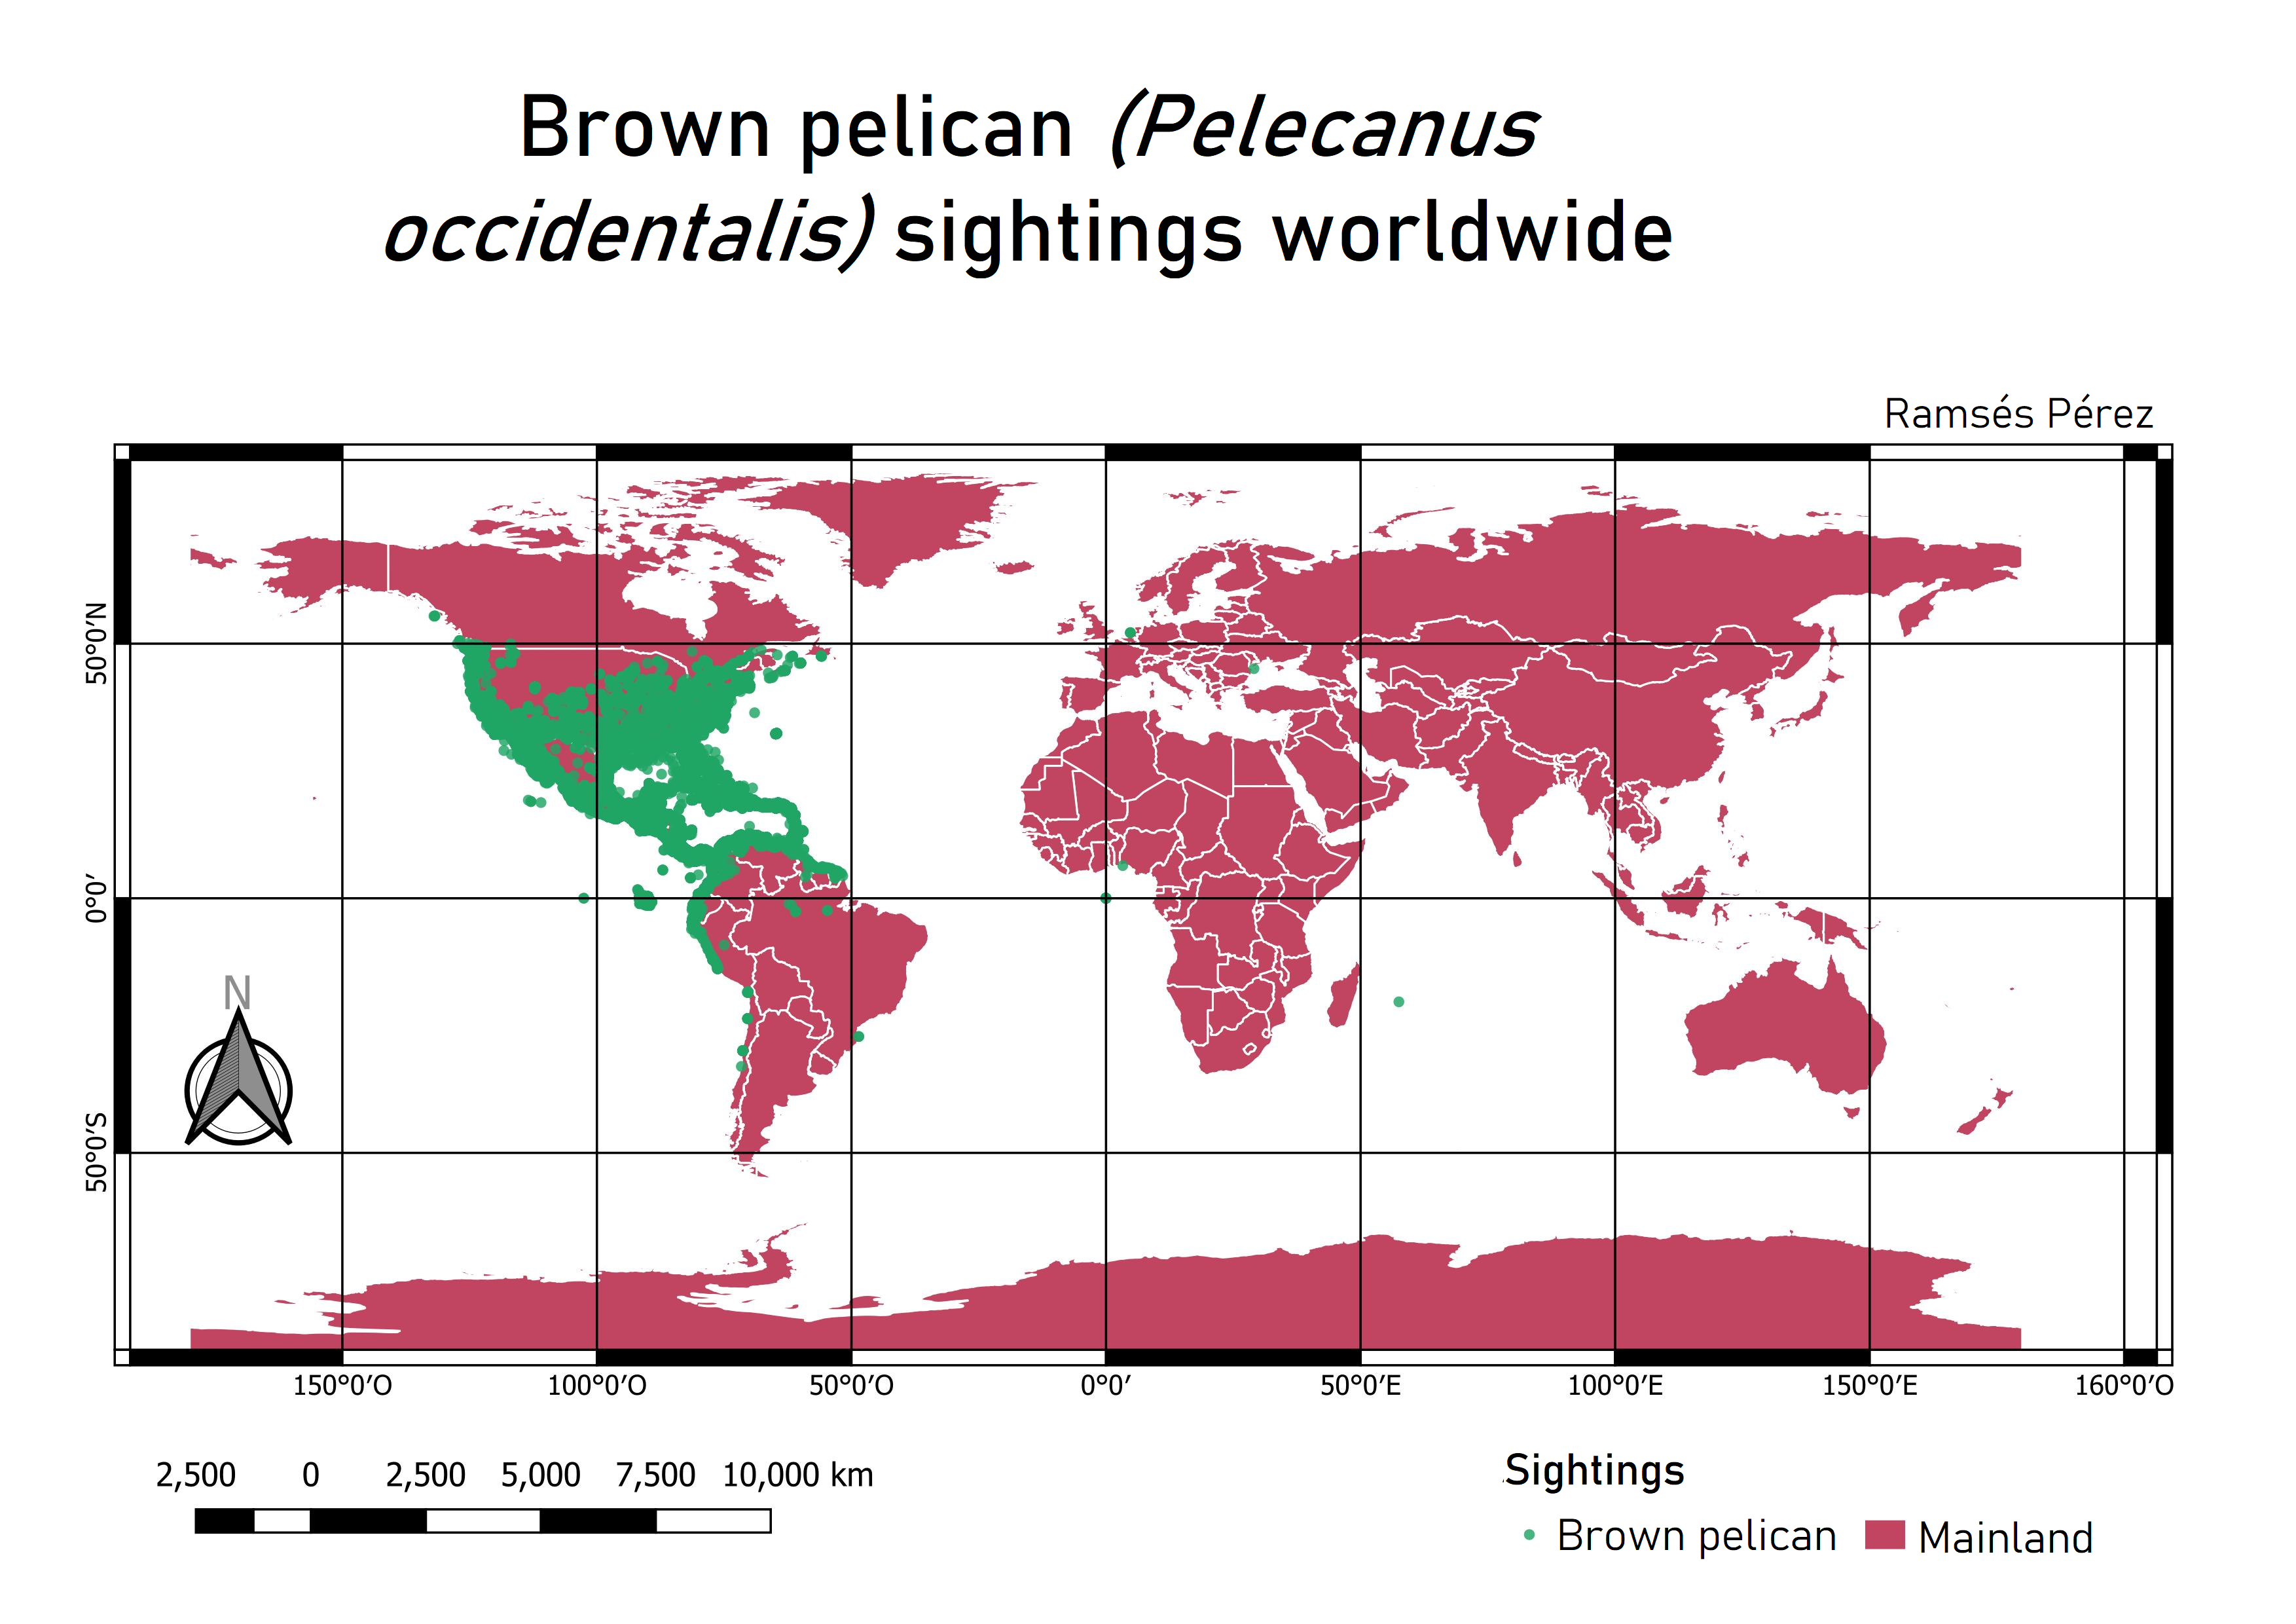 Brown pelican (Pelecanus
occidentalis) sightings worldwide
Ramsés Pérez
50°0′N
0°0′
50°0′S
N
150°0′O 100°0′O 50°0′O 0°0′ 50°0′E 100°0′E 150°0′E 160°0′O
2,500 0 2,500 5,000 7,500 10,000 km
Sightings
Brown pelican Mainland